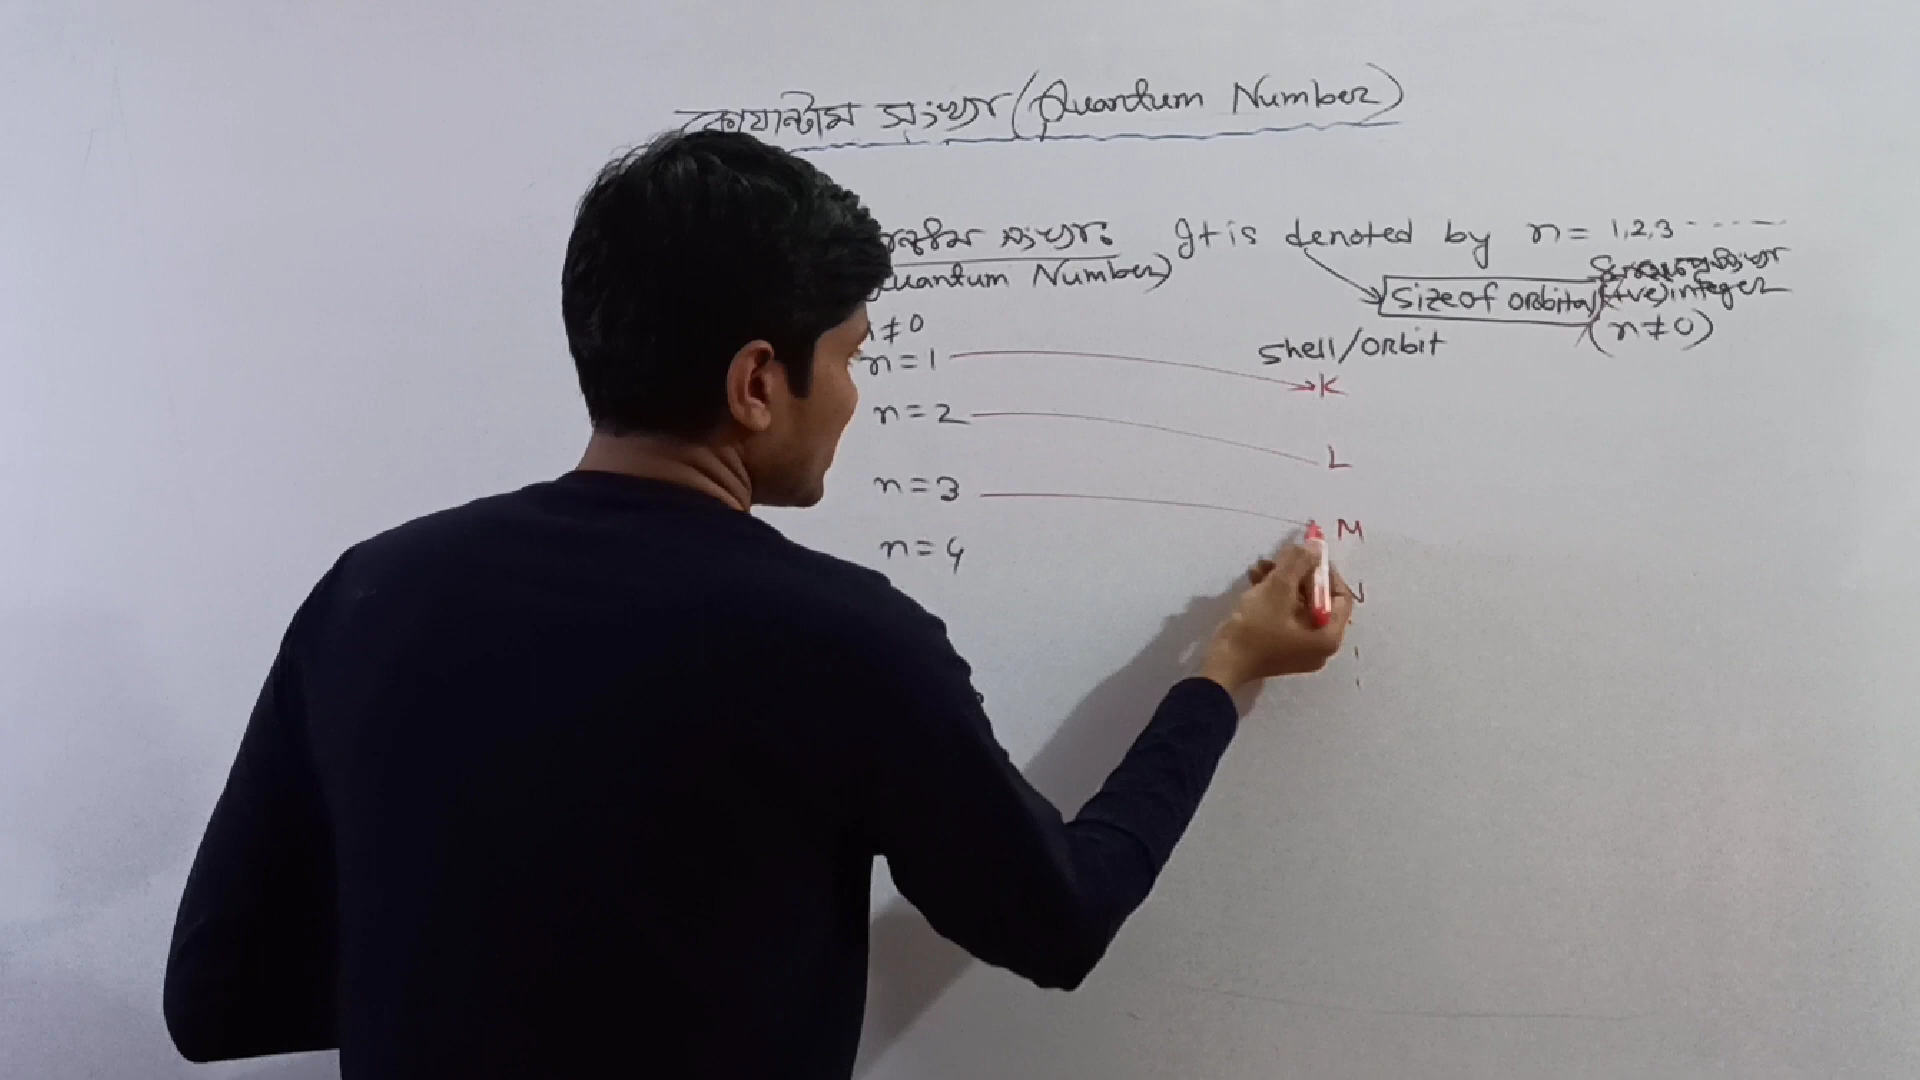 কোয়ান্টাম সংখ্যা (Quantum Number)
সংখ্যাঃ It is denoted by n = 1,2,3 -----
Quantum Number)
size of orbital (+ve) integer
≠ 0
(n ≠ 0)
shell/orbit
n = 1 K
n = 2 L
n = 3 M
n = 4 N